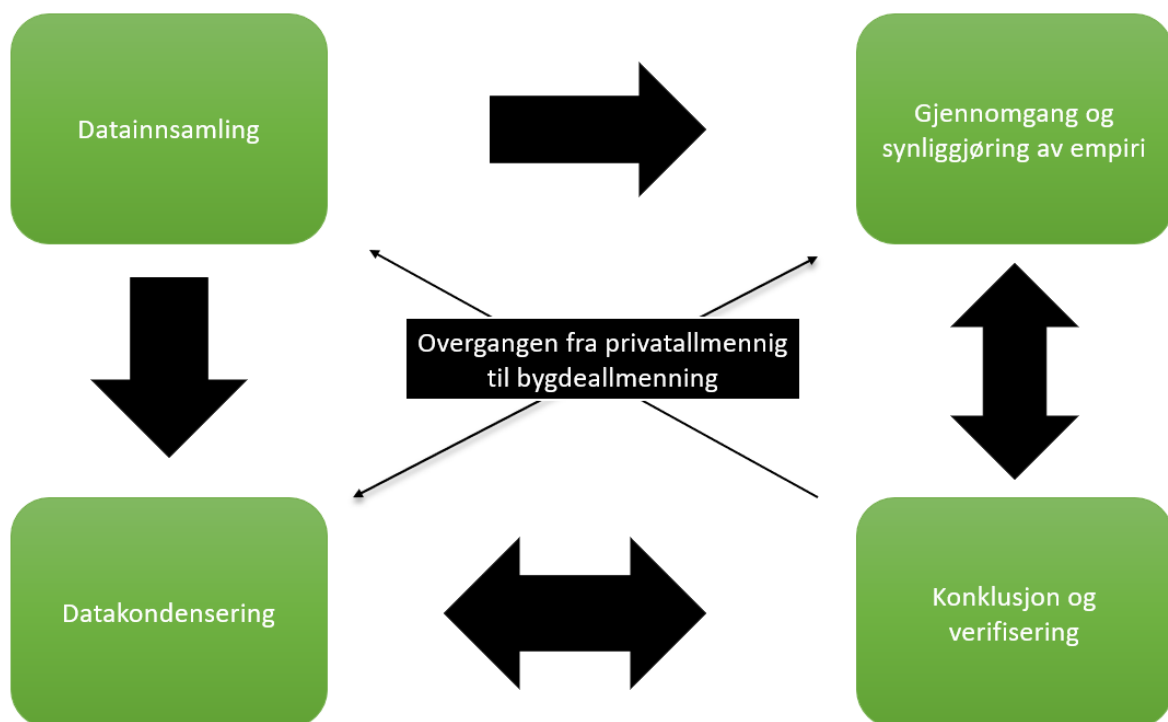 Datainnsamling
Gjennomgang og
synliggjøring av empiri
Overgangen fra privatallmennig
til bygdeallmenning
Datakondensering
Konklusjon og
verifisering